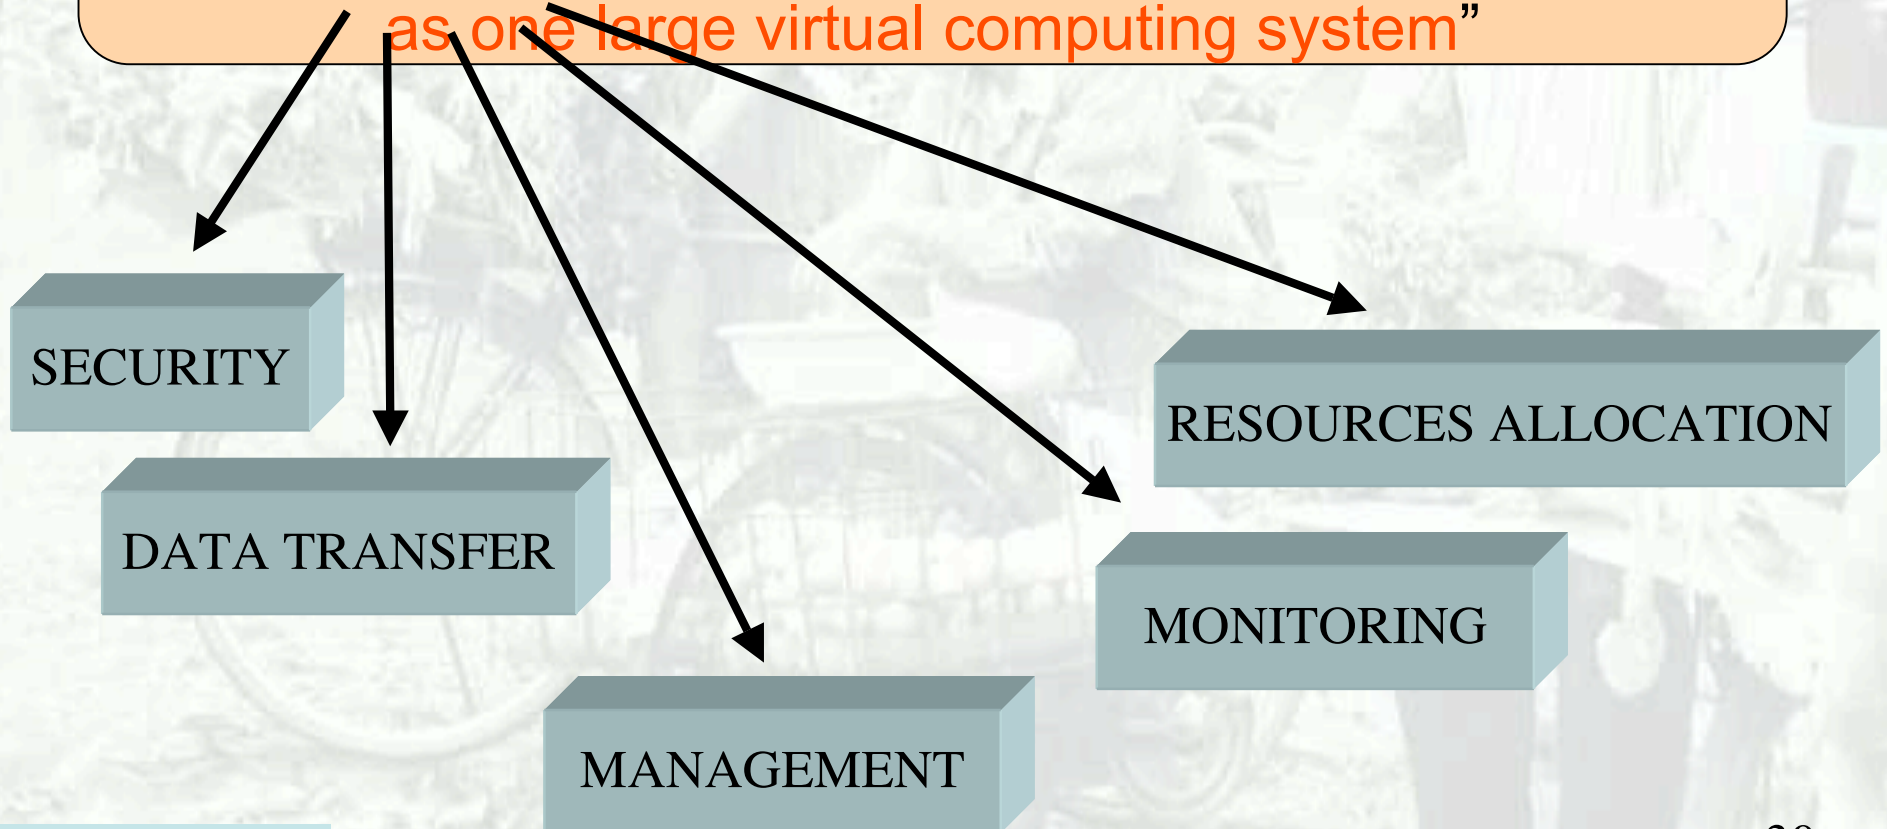 as one large virtual computing system”
SECURITY
RESOURCES ALLOCATION
DATA TRANSFER
MONITORING
MANAGEMENT